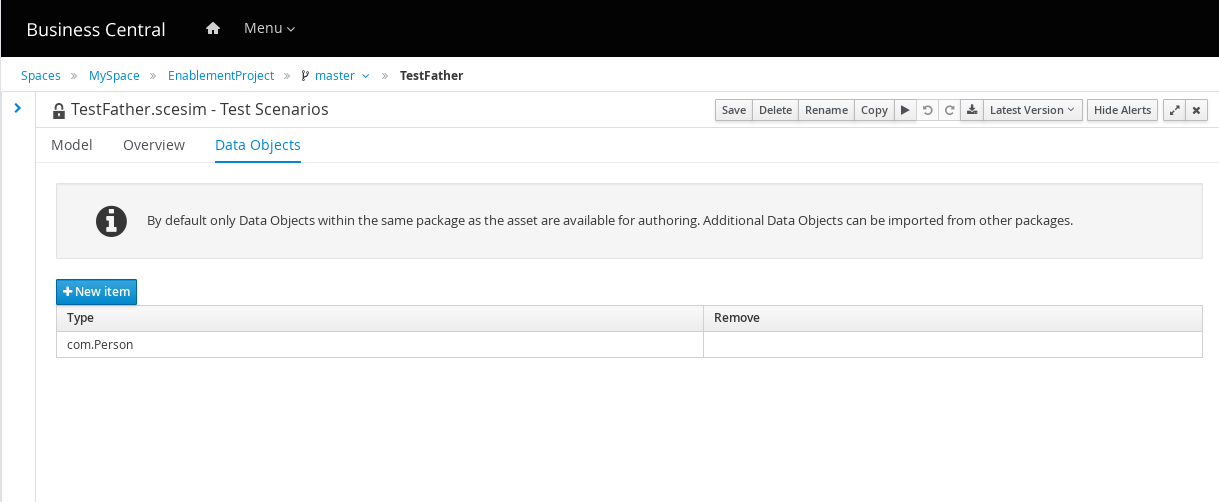 Business Central Menu
Spaces » MySpace » EnablementProject » master » TestFather
TestFather.scesim - Test Scenarios Save Delete Rename Copy Latest Version Hide Alerts
Model Overview Data Objects
By default only Data Objects within the same package as the asset are available for authoring. Additional Data Objects can be imported from other packages.
New item
Type Remove
com.Person